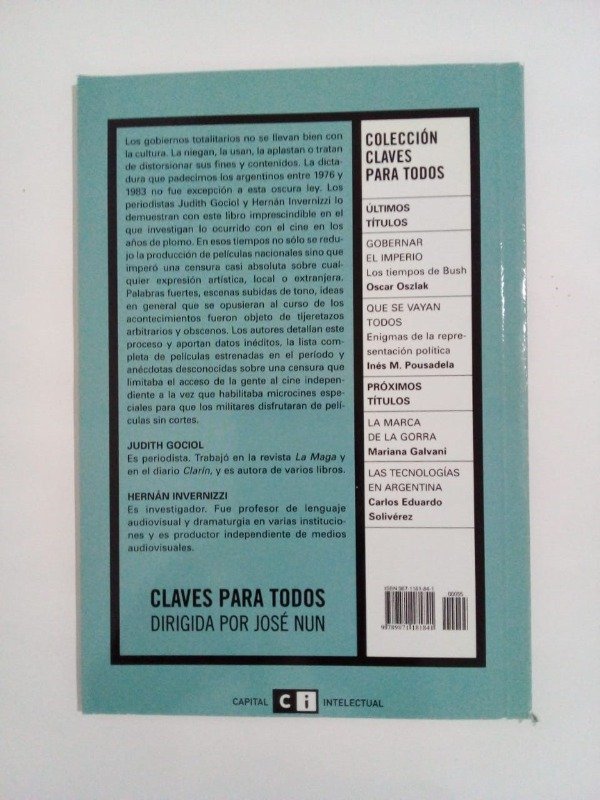 Los gobiernos totalitarios no se llevan bien con
la cultura. La niegan, la usan, la aplastan o tratan
de distorsionar sus fines y contenidos. La dicta-
dura que padecimos los argentinos entre 1976 y
1983 no fue excepción a esta oscura ley. Los
periodistas Judith Gociol y Hernán Invernizzi lo
demuestran con este libro imprescindible en el
que investigan lo ocurrido con el cine en los
años de plomo. En esos tiempos no sólo se redu-
jo la producción de películas nacionales sino que
imperó una censura casi absoluta sobre cual-
quier expresión artística, local o extranjera.
Palabras fuertes, escenas subidas de tono, ideas
en general que se opusieran al curso de los
acontecimientos fueron objeto de tijeretazos
arbitrarios y obscenos. Los autores detallan este
proceso y aportan datos inéditos, la lista com-
pleta de películas estrenadas en el período y
anécdotas desconocidas sobre una censura que
limitaba el acceso de la gente al cine indepen-
diente a la vez que habilitaba microcines espe-
ciales para que los militares disfrutaran de pelí-
culas sin cortes.
JUDITH GOCIOL
Es periodista. Trabajó en la revista La Maga y
en el diario Clarín, y es autora de varios libros.
HERNÁN INVERNIZZI
Es investigador. Fue profesor de lenguaje
audiovisual y dramaturgia en varias institucio-
nes y es productor independiente de medios
audiovisuales.
CLAVES PARA TODOS
DIRIGIDA POR JOSÉ NUN
COLECCIÓN
CLAVES
PARA TODOS
ÚLTIMOS
TÍTULOS
GOBERNAR
EL IMPERIO
Los tiempos de Bush
Oscar Oszlak
QUE SE VAYAN
TODOS
Enigmas de la repre-
sentación política
Inés M. Pousadela
PRÓXIMOS
TÍTULOS
LA MARCA
DE LA GORRA
Mariana Galvani
LAS TECNOLOGÍAS
EN ARGENTINA
Carlos Eduardo
Solivérez
ISBN 987-1181-84-1
00055
9789871181841
CAPITAL Ci INTELECTUAL